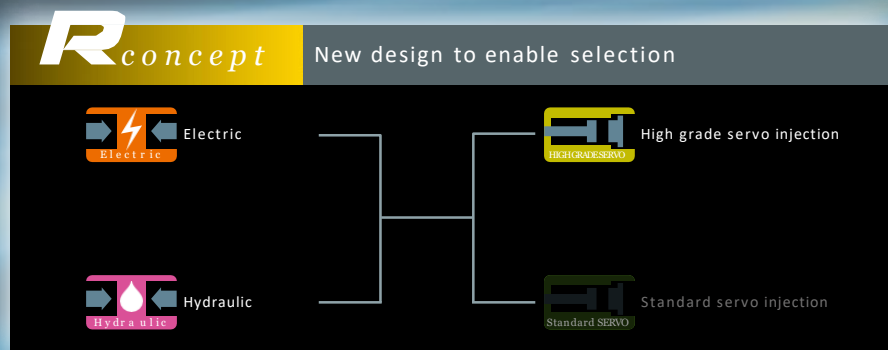 R concept
New design to enable selection
Electric
Electric
HIGH GRADE SERVO
High grade servo injection
Hydraulic
Hydraulic
Standard SERVO
Standard servo injection